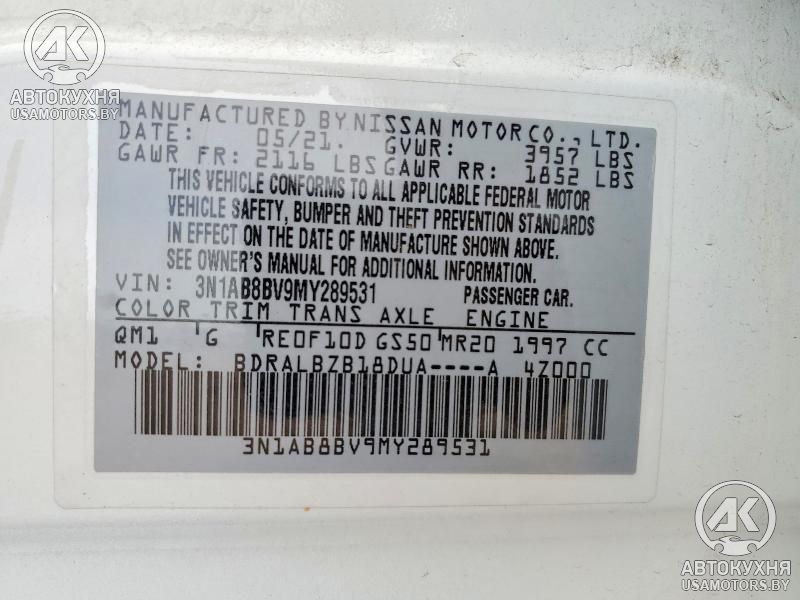 AK
АВТОКУХНЯ
USAMOTORS.BY
MANUFACTURED BY NISSAN MOTOR CO., LTD.
DATE: 05/21. GVWR: 3957 LBS
GAWR FR: 2116 LBS GAWR RR: 1852 LBS
THIS VEHICLE CONFORMS TO ALL APPLICABLE FEDERAL MOTOR
VEHICLE SAFETY, BUMPER AND THEFT PREVENTION STANDARDS
IN EFFECT ON THE DATE OF MANUFACTURE SHOWN ABOVE.
SEE OWNER'S MANUAL FOR ADDITIONAL INFORMATION.
VIN: 3N1AB8BV9MY289531 PASSENGER CAR.
COLOR TRIM TRANS AXLE ENGINE
QM1 G RE0F10D GS50 MR20 1997 CC
MODEL: BDRALBZB18DUA----A 4Z000
3N1AB8BV9MY289531
AK
АВТОКУХНЯ
USAMOTORS.BY